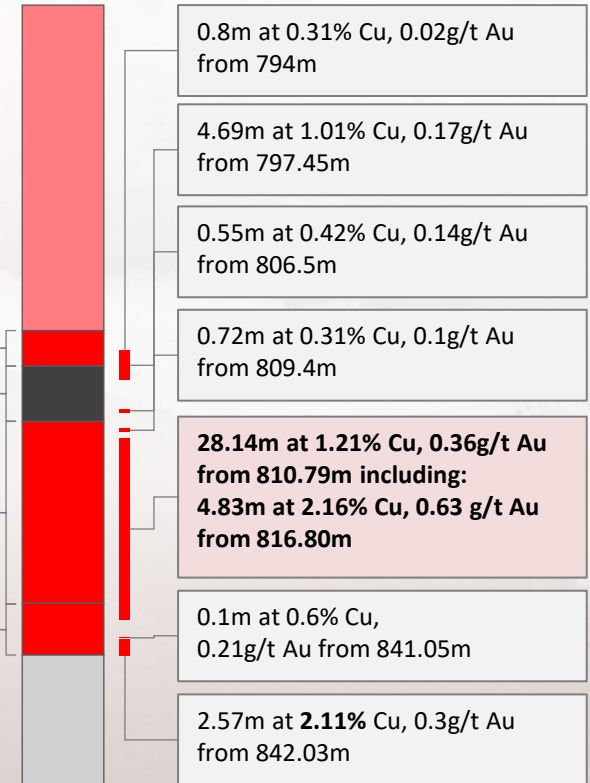 0.8m at 0.31% Cu, 0.02g/t Au
from 794m
4.69m at 1.01% Cu, 0.17g/t Au
from 797.45m
0.55m at 0.42% Cu, 0.14g/t Au
from 806.5m
0.72m at 0.31% Cu, 0.1g/t Au
from 809.4m
28.14m at 1.21% Cu, 0.36g/t Au
from 810.79m including:
4.83m at 2.16% Cu, 0.63 g/t Au
from 816.80m
0.1m at 0.6% Cu,
0.21g/t Au from 841.05m
2.57m at 2.11% Cu, 0.3g/t Au
from 842.03m